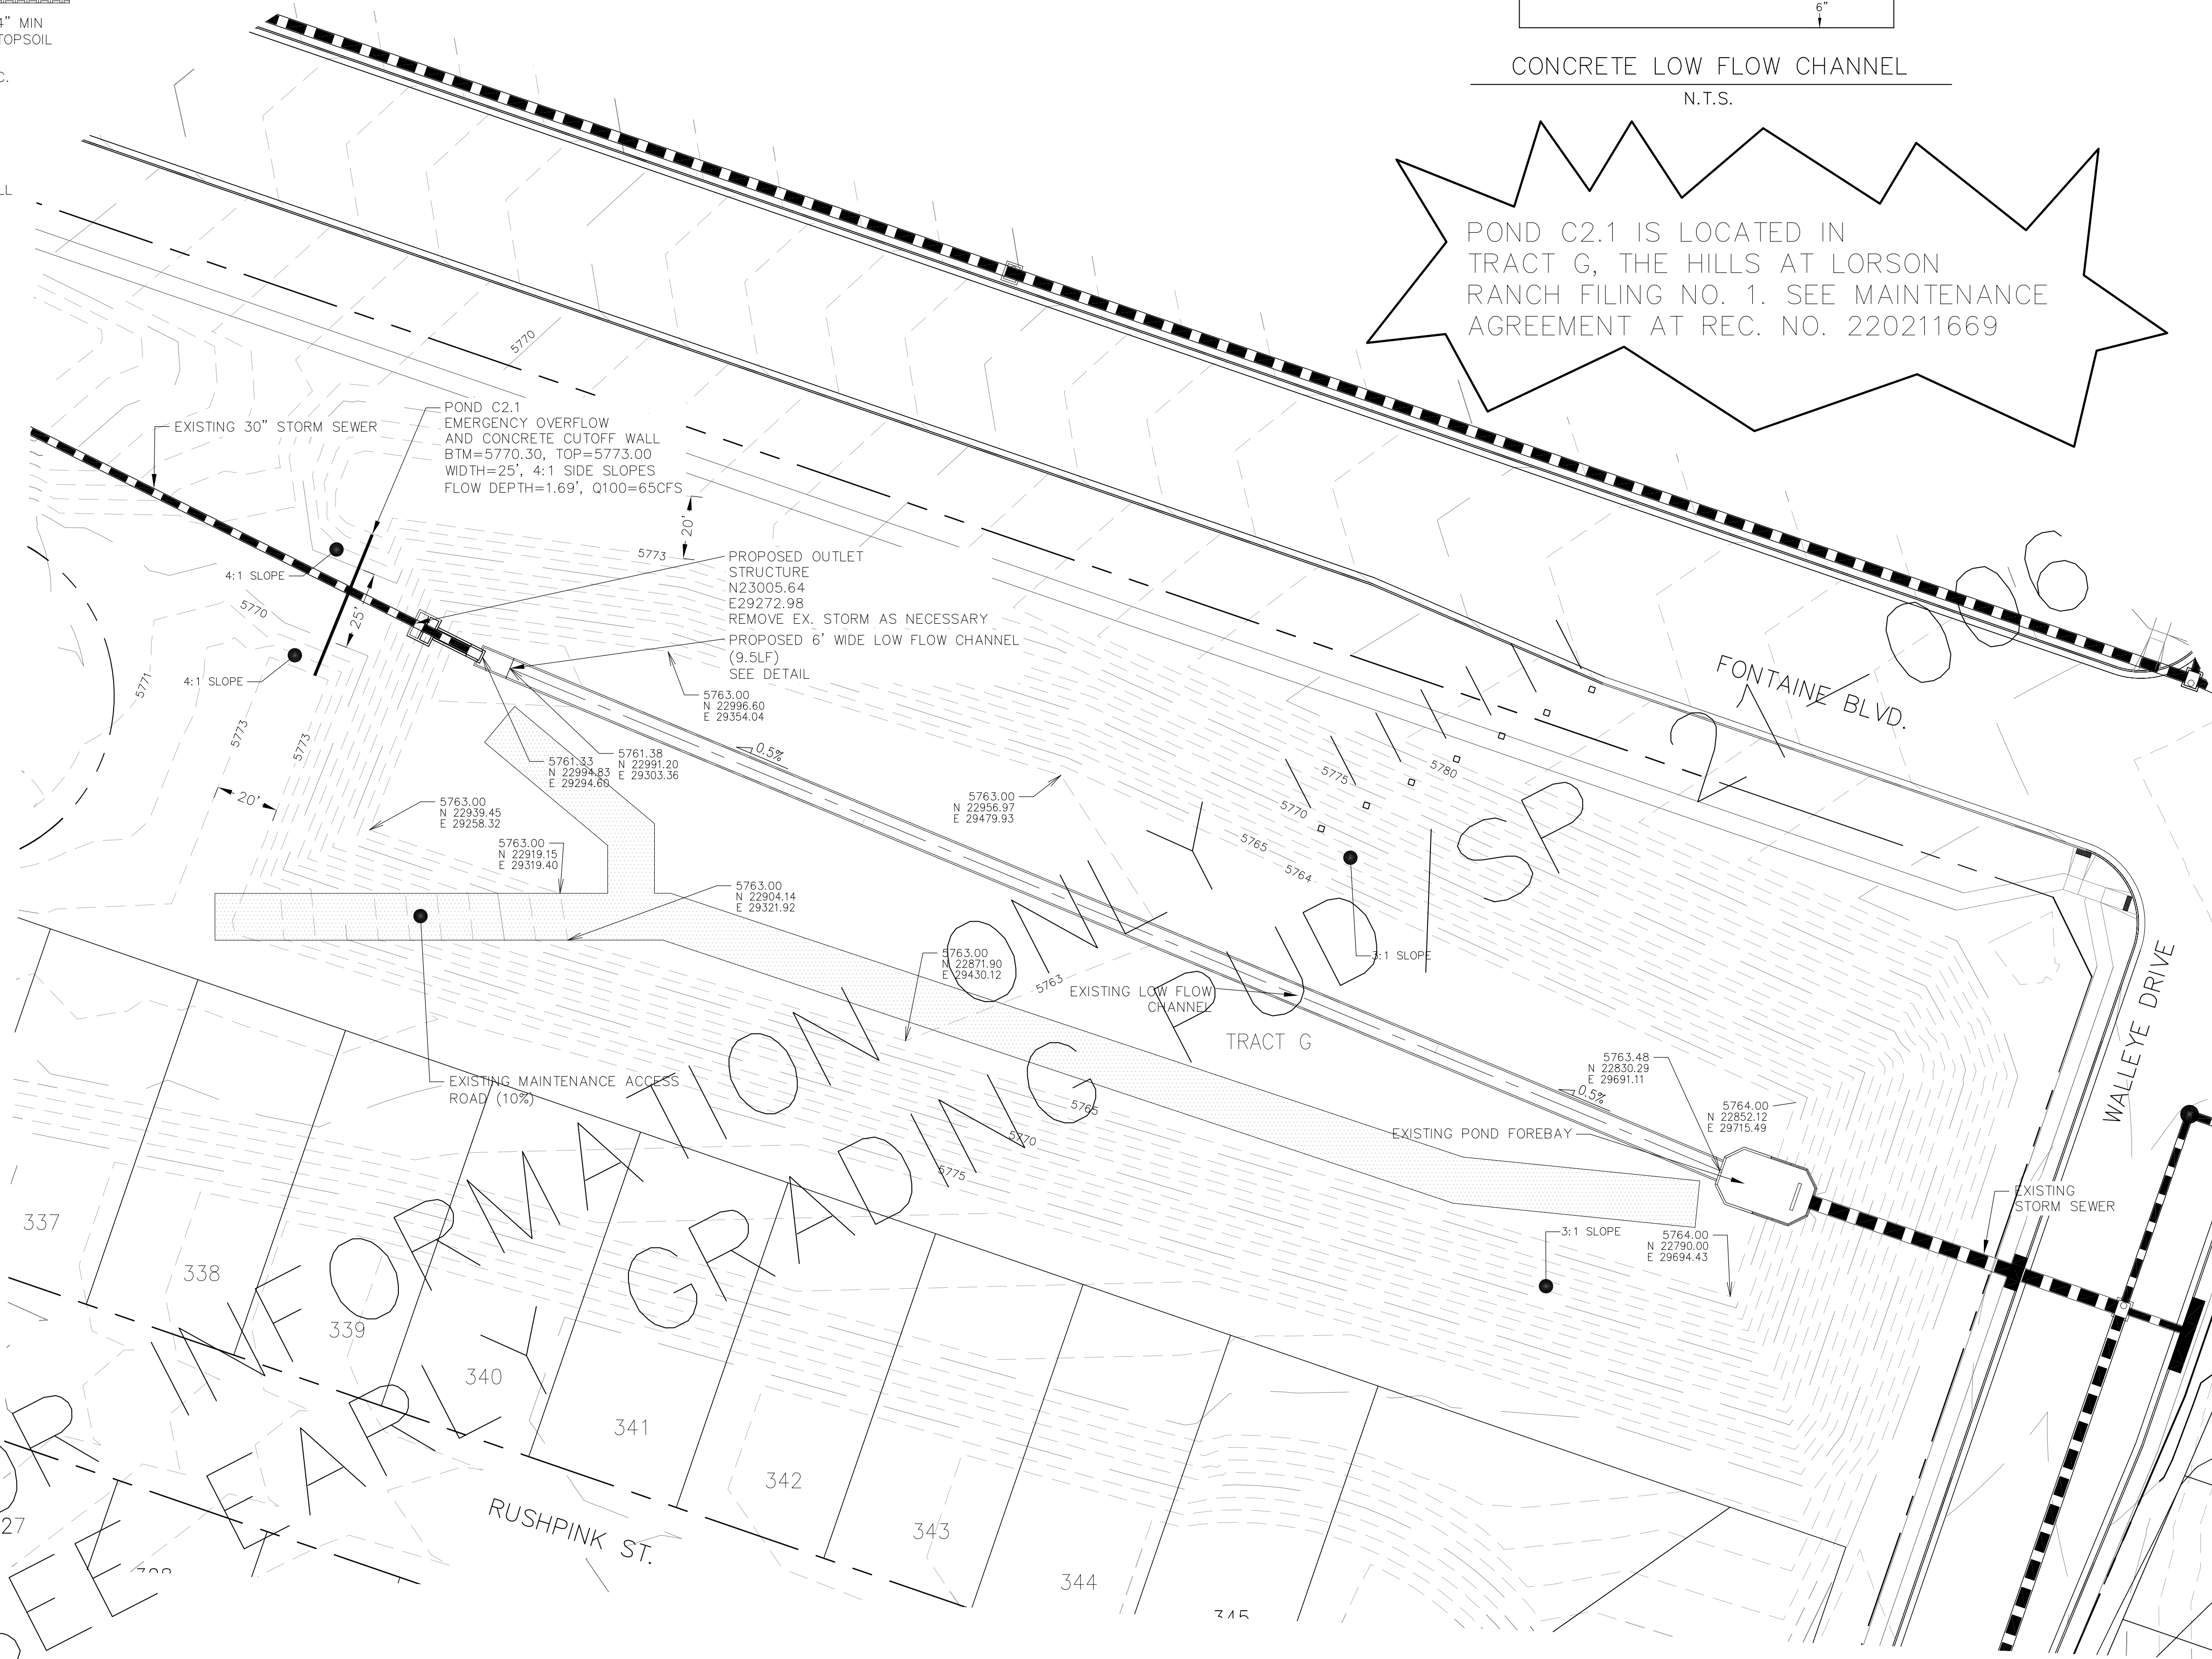 4" MIN
TOPSOIL
C.
LL
6"
CONCRETE LOW FLOW CHANNEL
N.T.S.
POND C2.1 IS LOCATED IN
TRACT G, THE HILLS AT LORSON
RANCH FILING NO. 1. SEE MAINTENANCE
AGREEMENT AT REC. NO. 220211669
5770
EXISTING 30" STORM SEWER
POND C2.1
EMERGENCY OVERFLOW
AND CONCRETE CUTOFF WALL
BTM=5770.30, TOP=5773.00
WIDTH=25', 4:1 SIDE SLOPES
FLOW DEPTH=1.69', Q100=65CFS
20'
5773
4:1 SLOPE
5770
25'
4:1 SLOPE
5771
5773
5773
20'
PROPOSED OUTLET
STRUCTURE
N23005.64
E29272.98
REMOVE EX. STORM AS NECESSARY
PROPOSED 6' WIDE LOW FLOW CHANNEL
(9.5LF)
SEE DETAIL
5763.00
N 22996.60
E 29354.04
0.5%
5761.38
N 22991.20
E 29303.36
5761.33
N 22994.83
E 29294.60
5763.00
N 22939.45
E 29258.32
5763.00
N 22919.15
E 29319.40
5763.00
N 22904.14
E 29321.92
5763.00
N 22956.97
E 29479.93
5775
5780
5770
5765
5764
3:1 SLOPE
FONTAINE BLVD.
WALLEYE DRIVE
5763.00
N 22871.90
E 29430.12
5763
EXISTING LOW FLOW
CHANNEL
TRACT G
EXISTING MAINTENANCE ACCESS
ROAD (10%)
5765
5770
5775
5763.48
N 22830.29
E 29691.11
0.5%
5764.00
N 22852.12
E 29715.49
EXISTING POND FOREBAY
EXISTING
STORM SEWER
3:1 SLOPE
5764.00
N 22790.00
E 29694.43
OR INFORMATION ONLY
EE EARLY GRADING PUDISP 21-006
337
338
339
340
341
342
343
344
345
27
328
RUSHPINK ST.